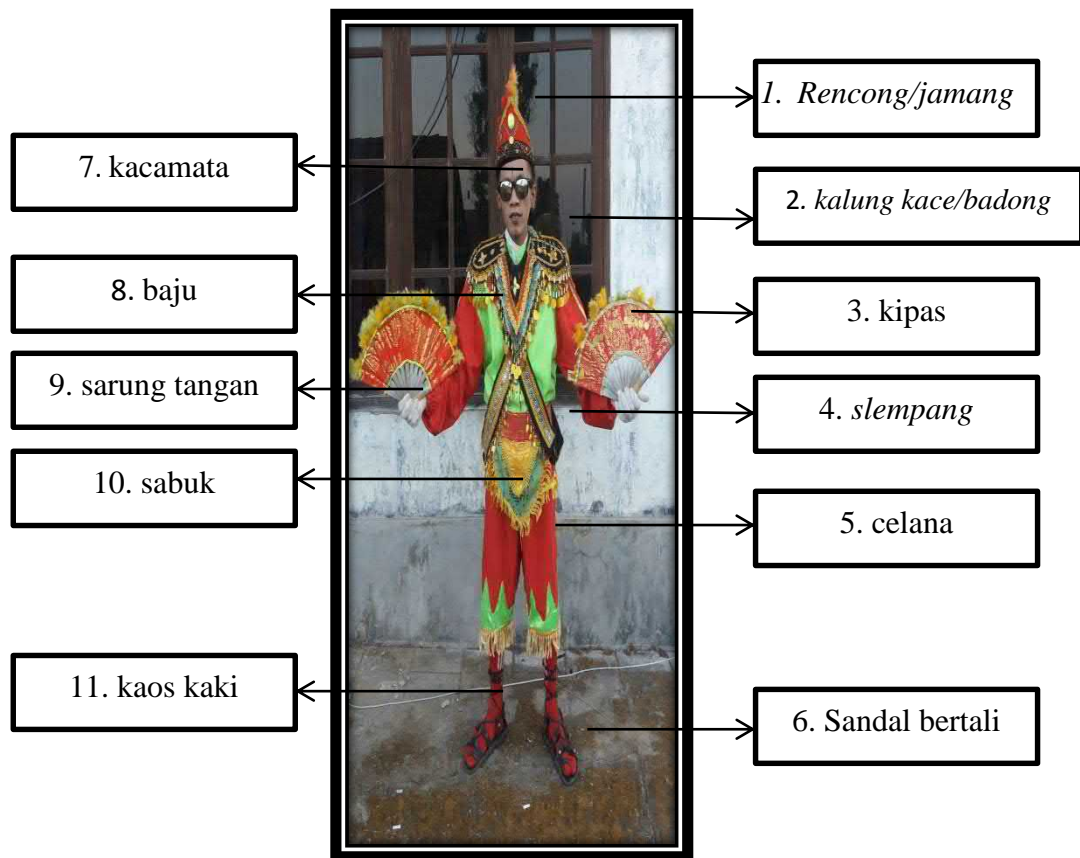 1. Rencong/jamang
7. kacamata
2. kalung kace/badong
8. baju
3. kipas
9. sarung tangan
4. slempang
10. sabuk
5. celana
11. kaos kaki
6. Sandal bertali